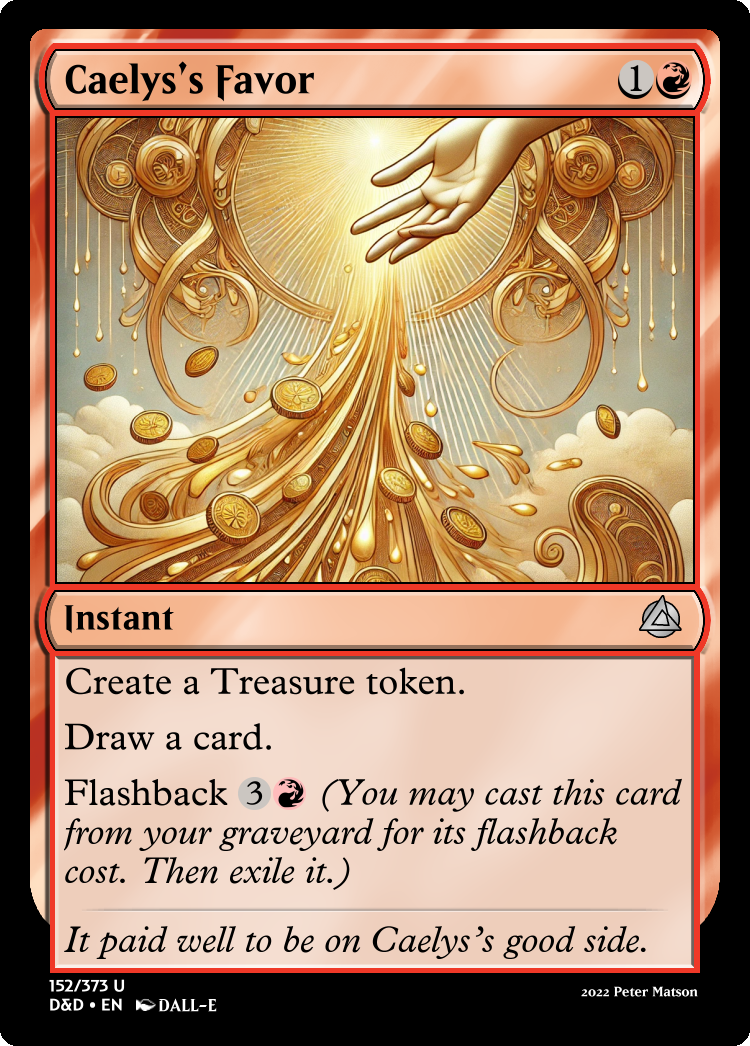 Caelys's Favor 1
Instant
Create a Treasure token.
Draw a card.
Flashback 3 (You may cast this card
from your graveyard for its flashback
cost. Then exile it.)
It paid well to be on Caelys's good side.
152/373 U
D&D • EN DALL-E
2022 Peter Matson